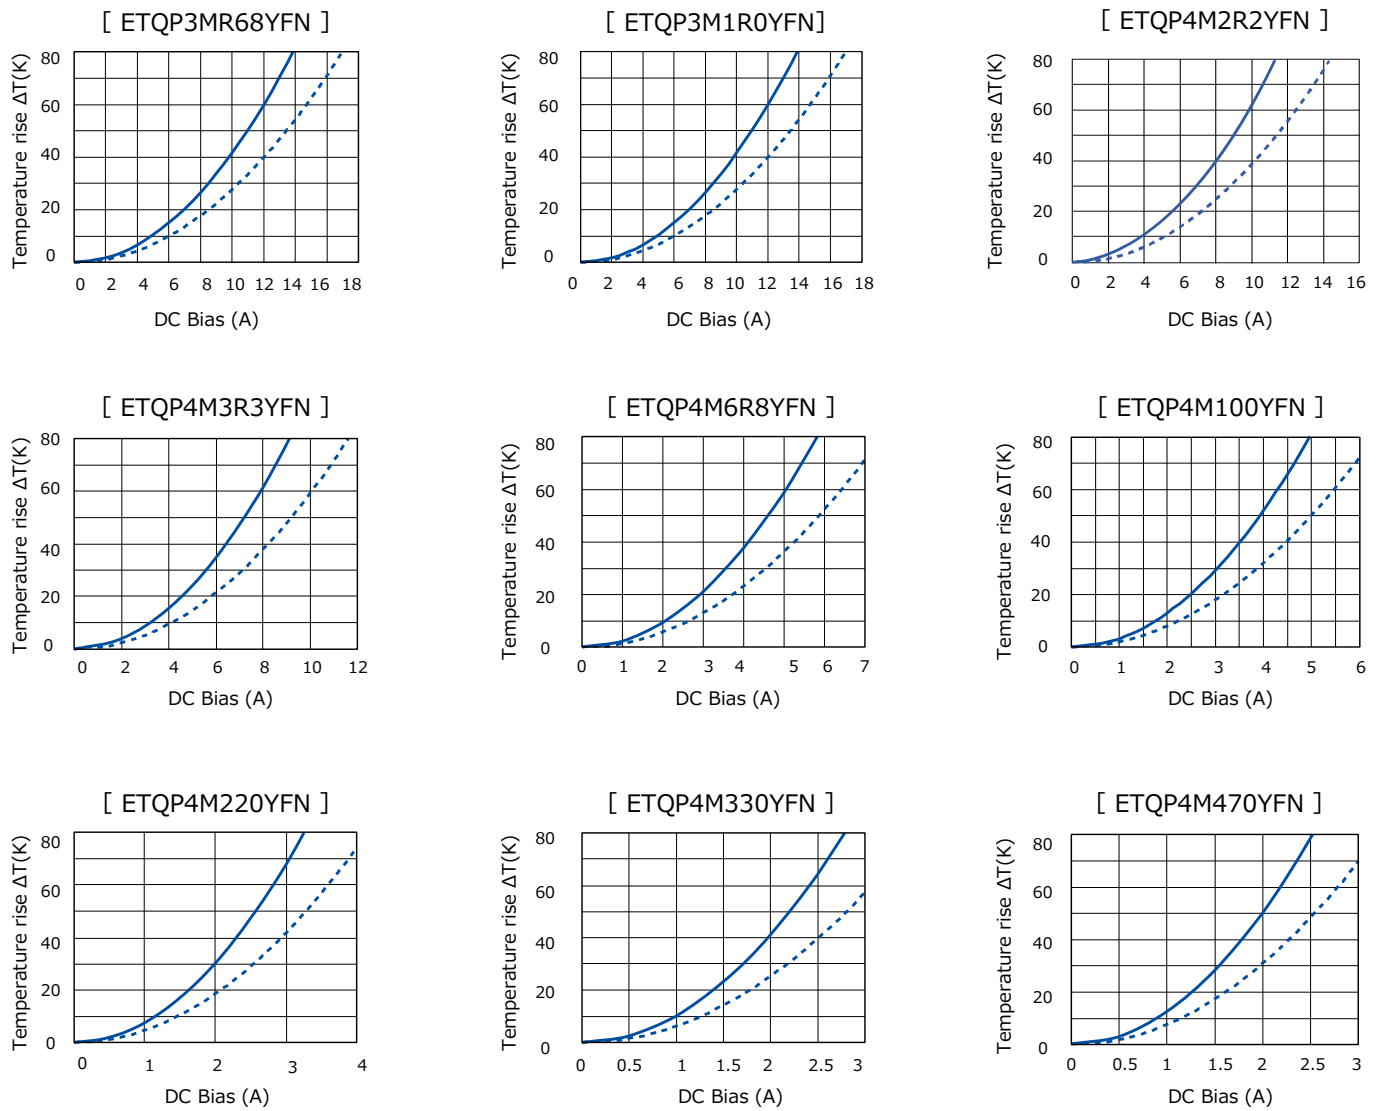 [ ETQP3MR68YFN ]
Temperature rise ΔT(K)
80
60
40
20
0
0 2 4 6 8 10 12 14 16 18
DC Bias (A)
[ ETQP3M1R0YFN]
Temperature rise ΔT(K)
80
60
40
20
0
0 2 4 6 8 10 12 14 16 18
DC Bias (A)
[ ETQP4M2R2YFN ]
Temperature rise ΔT(K)
80
60
40
20
0
0 2 4 6 8 10 12 14 16
DC Bias (A)
[ ETQP4M3R3YFN ]
Temperature rise ΔT(K)
80
60
40
20
0
0 2 4 6 8 10 12
DC Bias (A)
[ ETQP4M6R8YFN ]
Temperature rise ΔT(K)
80
60
40
20
0
0 1 2 3 4 5 6 7
DC Bias (A)
[ ETQP4M100YFN ]
Temperature rise ΔT(K)
80
60
40
20
0
0 1 2 3 4 5 6
DC Bias (A)
[ ETQP4M220YFN ]
Temperature rise ΔT(K)
80
60
40
20
0
0 1 2 3 4
DC Bias (A)
[ ETQP4M330YFN ]
Temperature rise ΔT(K)
80
60
40
20
0
0 0.5 1 1.5 2 2.5 3
DC Bias (A)
[ ETQP4M470YFN ]
Temperature rise ΔT(K)
80
60
40
20
0
0 0.5 1 1.5 2 2.5 3
DC Bias (A)